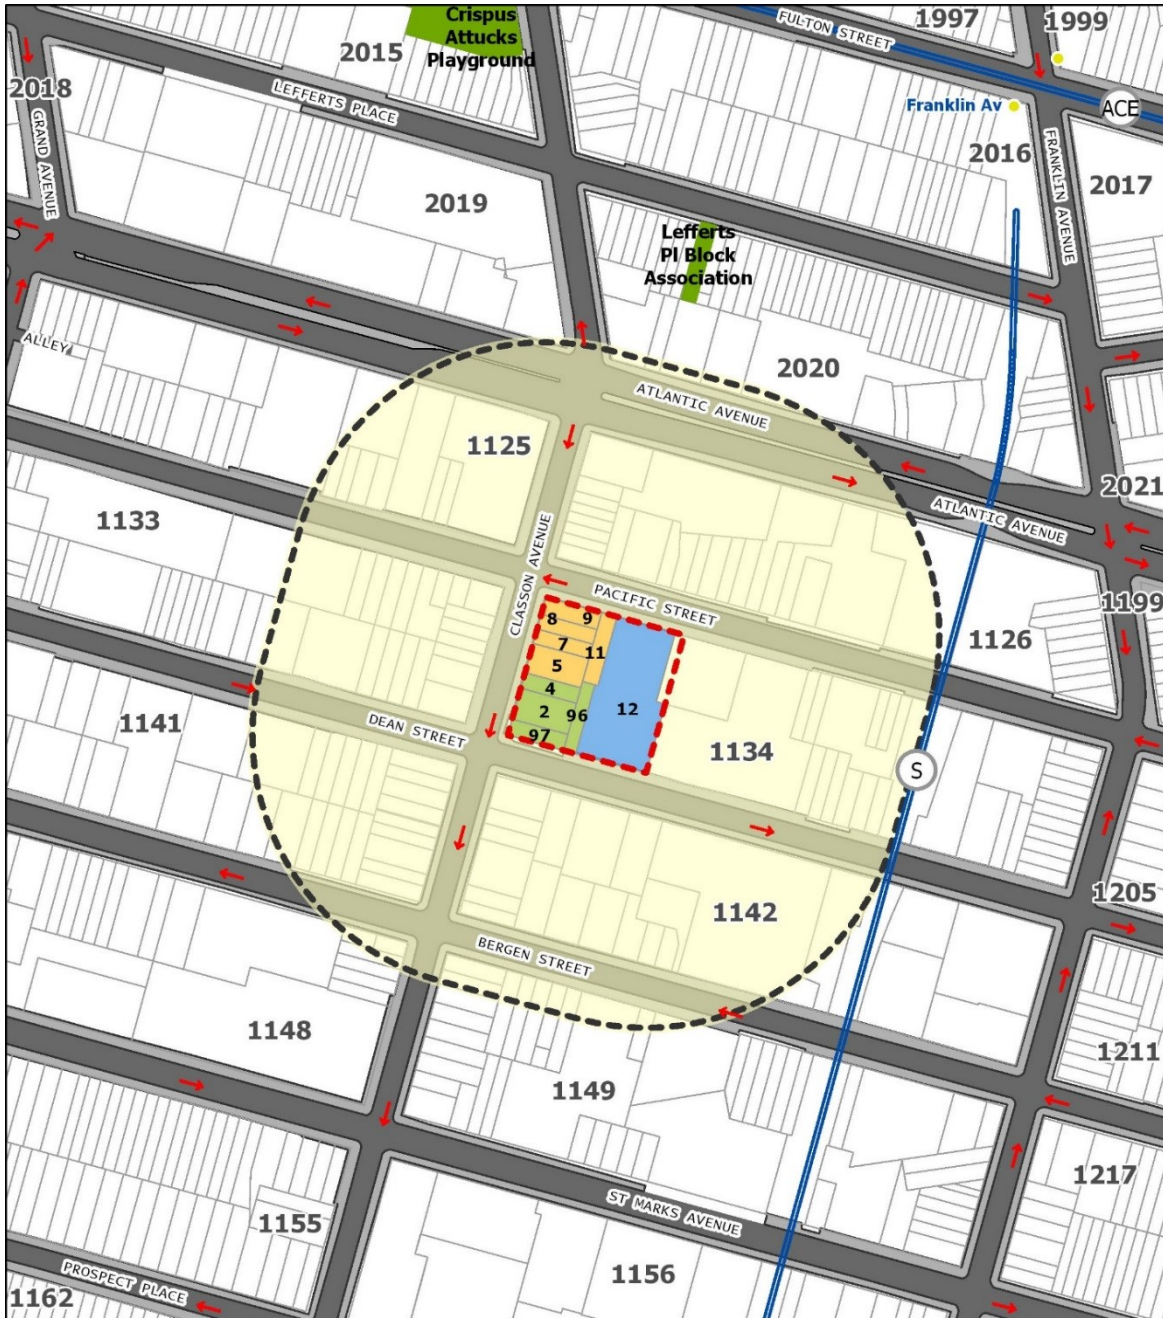 Crispus
Attucks
Playground
1997
1999
FULTON STREET
2015
2018
LEFFERTS PLACE
Franklin Av
ACE
GRAND AVENUE
2016
FRANKLIN AVENUE
2017
2019
Lefferts
Pl Block
Association
ALLEY
2020
ATLANTIC AVENUE
1125
2021
ATLANTIC AVENUE
1133
CLASSON AVENUE
PACIFIC STREET
1199
8
9
7
11
5
4
2
96
97
12
1126
1141
DEAN STREET
1134
S
1142
1205
BERGEN STREET
1148
1149
1211
1217
ST MARKS AVENUE
1155
PROSPECT PLACE
1156
1162